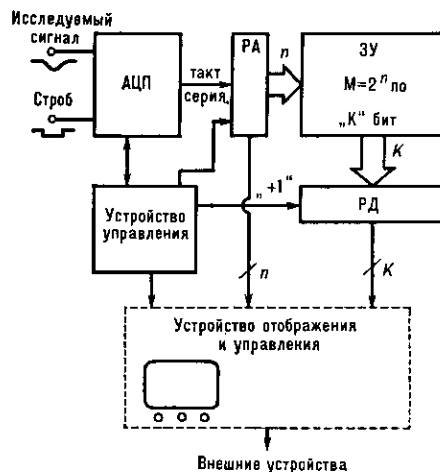 Исследуемый
сигнал
Строб
АЦП
такт
серия
РА
n
ЗУ
M=2ⁿ по
„К" бит
К
Устройство
управления
„+1"
РД
n
К
Устройство отображения
и управления
Внешние устройства